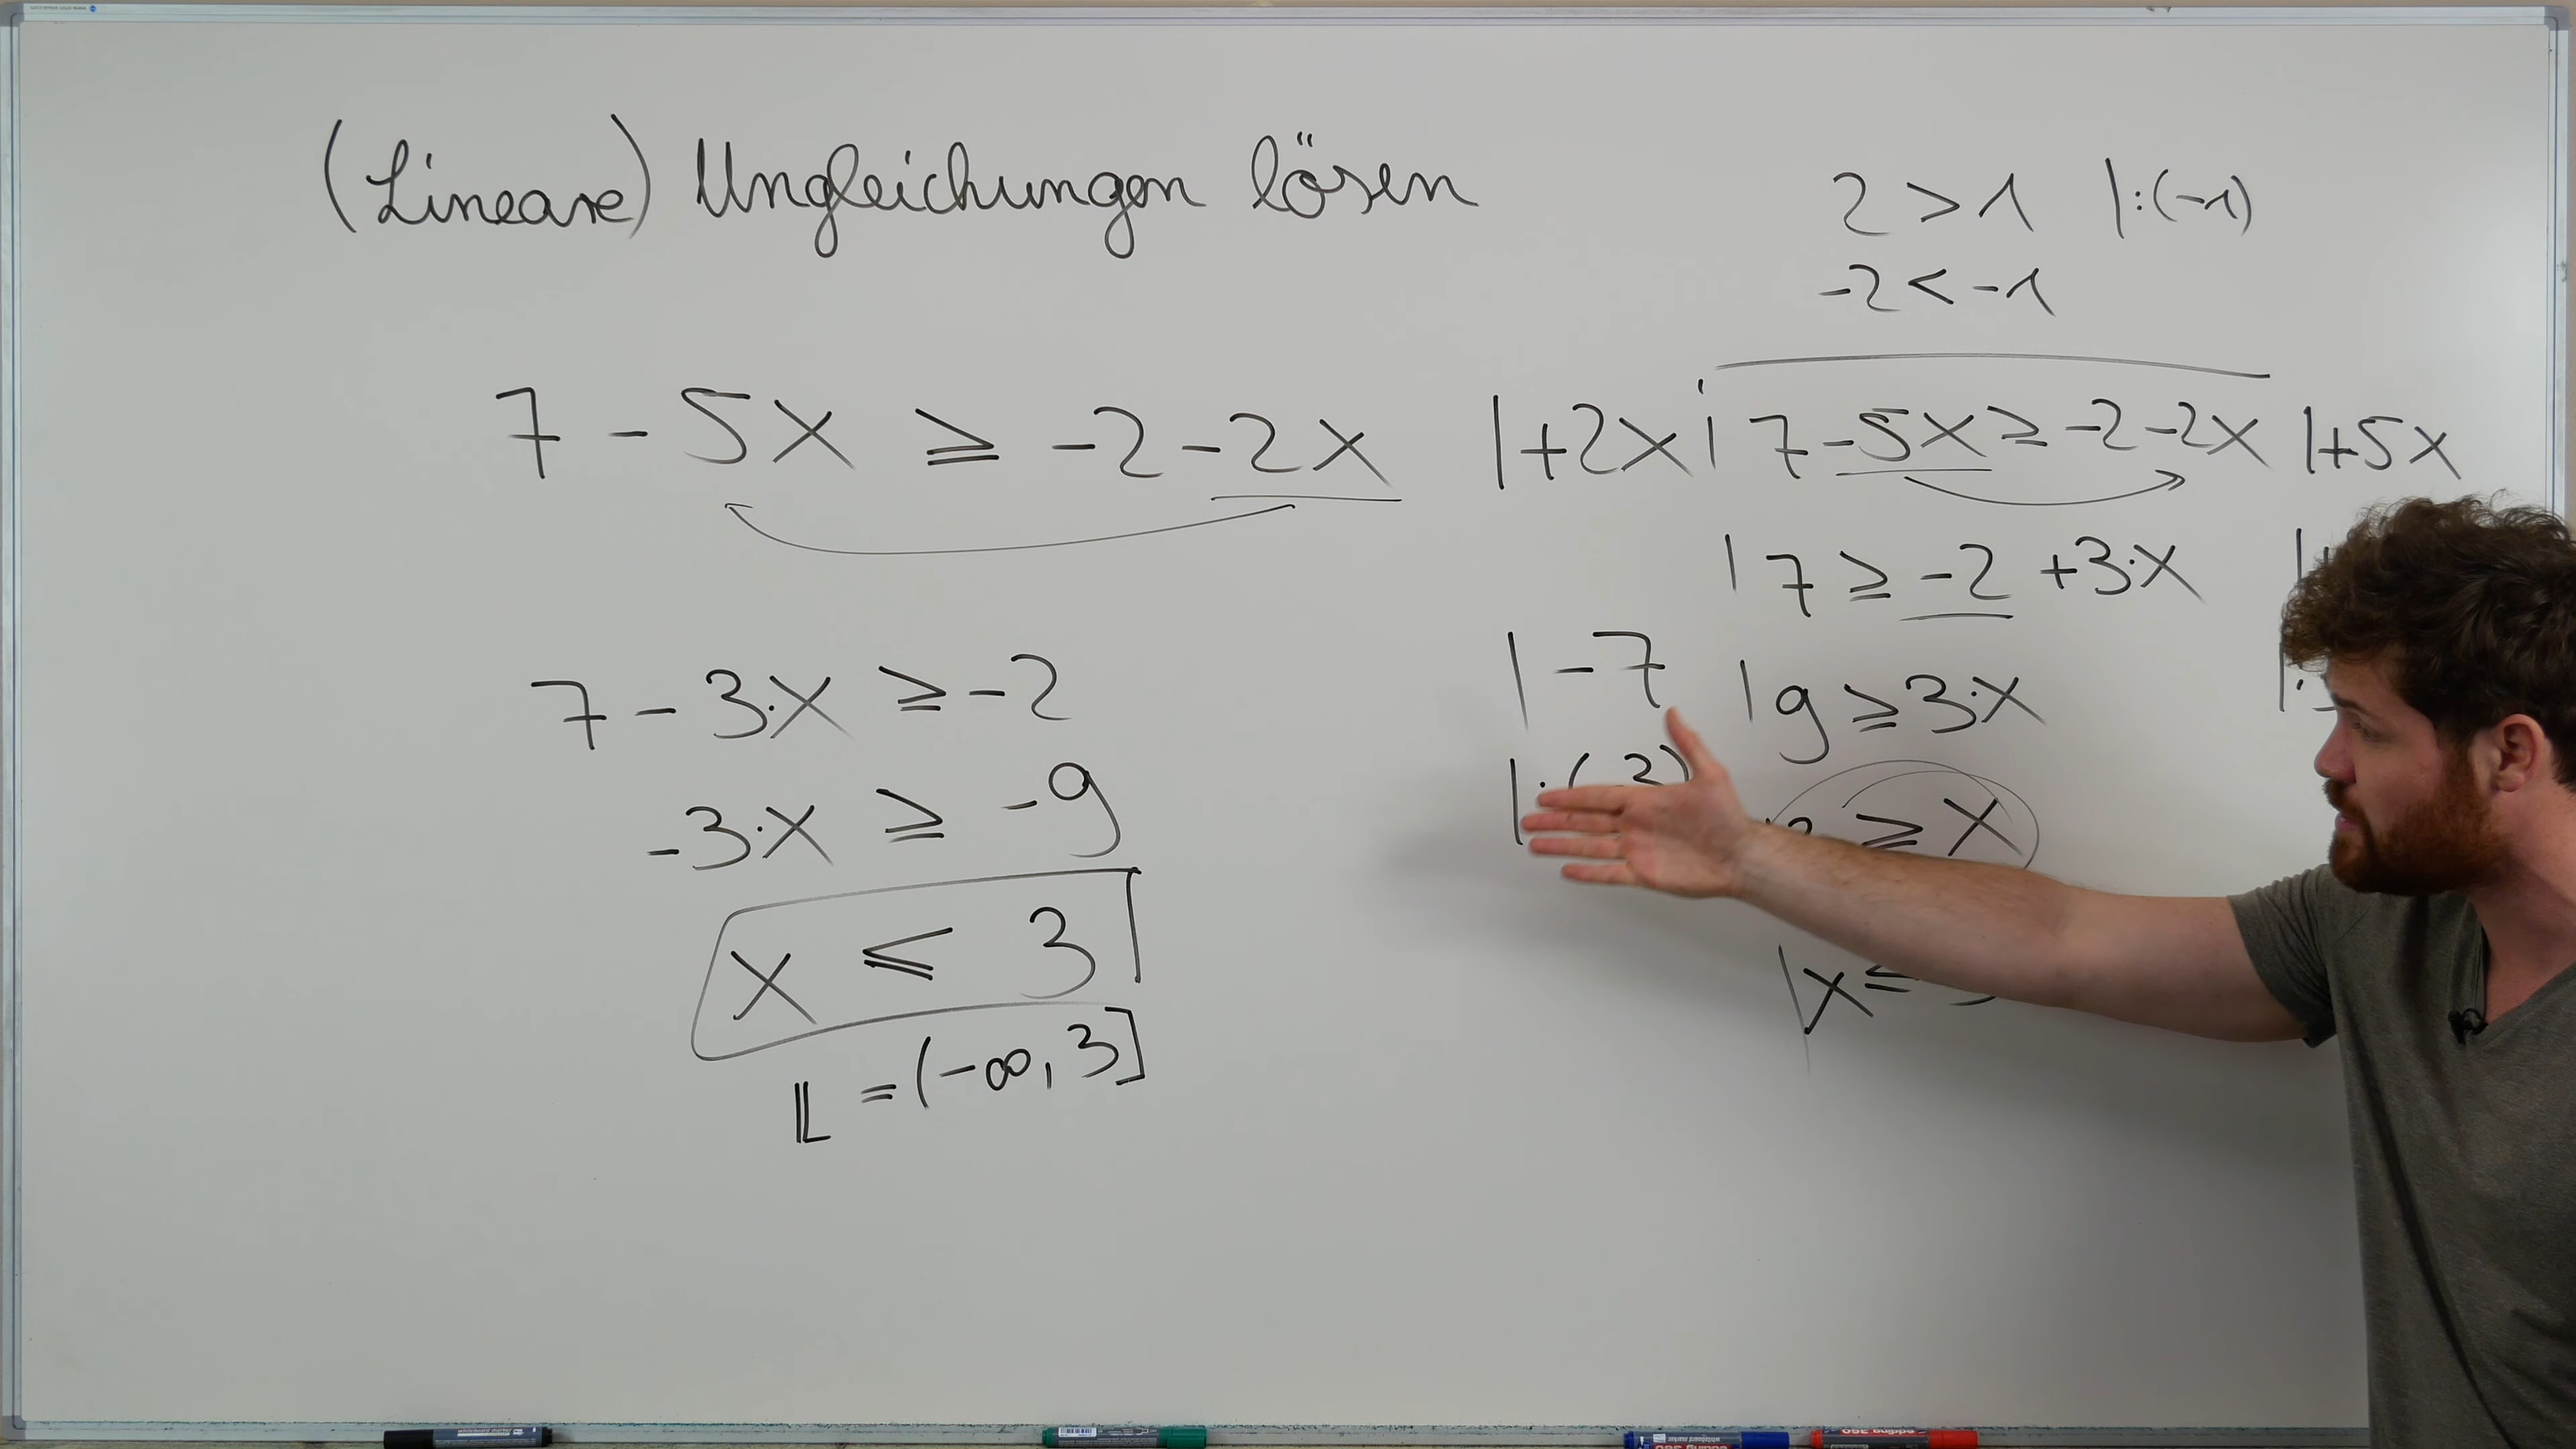 (Lineare) Ungleichungen lösen
2 > 1 |:(-1)
-2 < -1
7 - 5x ≥ -2 - 2x |+2x
7 - 3·x ≥ -2 |-7
-3·x ≥ -9
x ≤ 3
𝕃 = (-∞, 3]
7 - 5x ≥ -2 - 2x |+5x
7 ≥ -2 + 3·x
9 ≥ 3·x
≥ x
x ≤